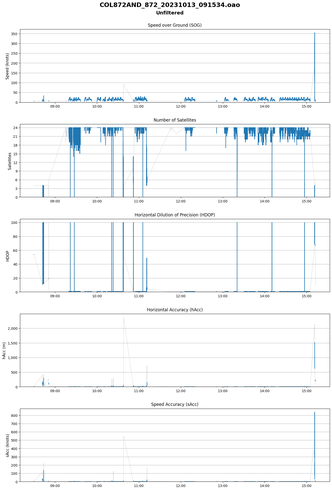 COL872AND_872_20231013_091534.oao
Unfiltered
Speed over Ground (SOG)
Speed (knots)
350
300
250
200
150
100
50
0
09:00 10:00 11:00 12:00 13:00 14:00 15:00
Number of Satellites
Satellites
24
21
18
15
12
9
6
3
0
09:00 10:00 11:00 12:00 13:00 14:00 15:00
Horizontal Dilution of Precision (HDOP)
HDOP
100
80
60
40
20
0
09:00 10:00 11:00 12:00 13:00 14:00 15:00
Horizontal Accuracy (hAcc)
hAcc (m)
2,000
1,500
1,000
500
0
09:00 10:00 11:00 12:00 13:00 14:00 15:00
Speed Accuracy (sAcc)
sAcc (knots)
800
700
600
500
400
300
200
100
0
09:00 10:00 11:00 12:00 13:00 14:00 15:00